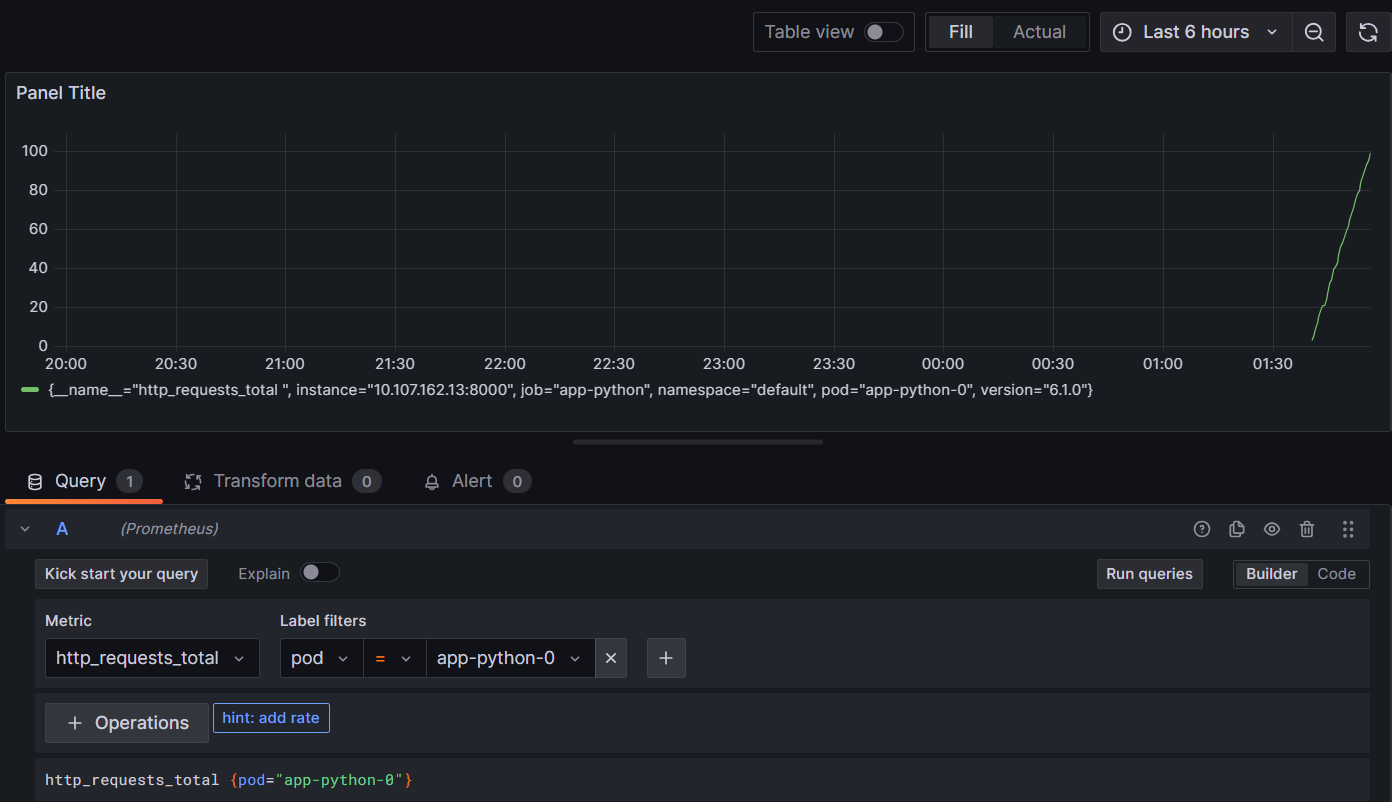 Table view Fill Actual Last 6 hours
Panel Title
100
80
60
40
20
0
20:00 20:30 21:00 21:30 22:00 22:30 23:00 23:30 00:00 00:30 01:00 01:30
{__name__="http_requests_total ", instance="10.107.162.13:8000", job="app-python", namespace="default", pod="app-python-0", version="6.1.0"}
Query 1 Transform data 0 Alert 0
A (Prometheus)
Kick start your query Explain Run queries Builder Code
Metric Label filters
http_requests_total pod = app-python-0
+ Operations hint: add rate
http_requests_total {pod="app-python-0"}